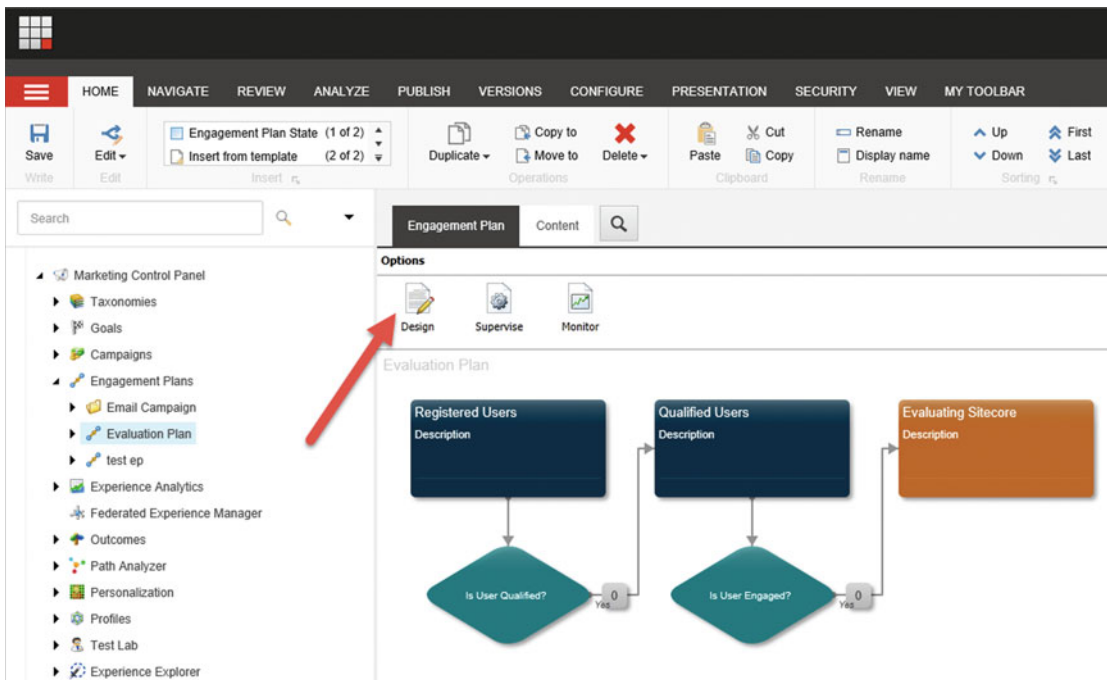 HOME NAVIGATE REVIEW ANALYZE PUBLISH VERSIONS CONFIGURE PRESENTATION SECURITY VIEW MY TOOLBAR
Engagement Plan State (1 of 2) Copy to Cut Rename Up First
Save Edit Insert from template (2 of 2) Duplicate Move to Delete Paste Copy Display name Down Last
Write Edit Insert Operations Clipboard Rename Sorting
Search
Engagement Plan Content
Options
Design Supervise Monitor
Marketing Control Panel
Taxonomies
Goals
Campaigns
Engagement Plans
Email Campaign
Evaluation Plan
test ep
Experience Analytics
Federated Experience Manager
Outcomes
Path Analyzer
Personalization
Profiles
Test Lab
Experience Explorer
Evaluation Plan
Registered Users
Description
Qualified Users
Description
Evaluating Sitecore
Description
Is User Qualified?
0
Yes
Is User Engaged?
0
Yes